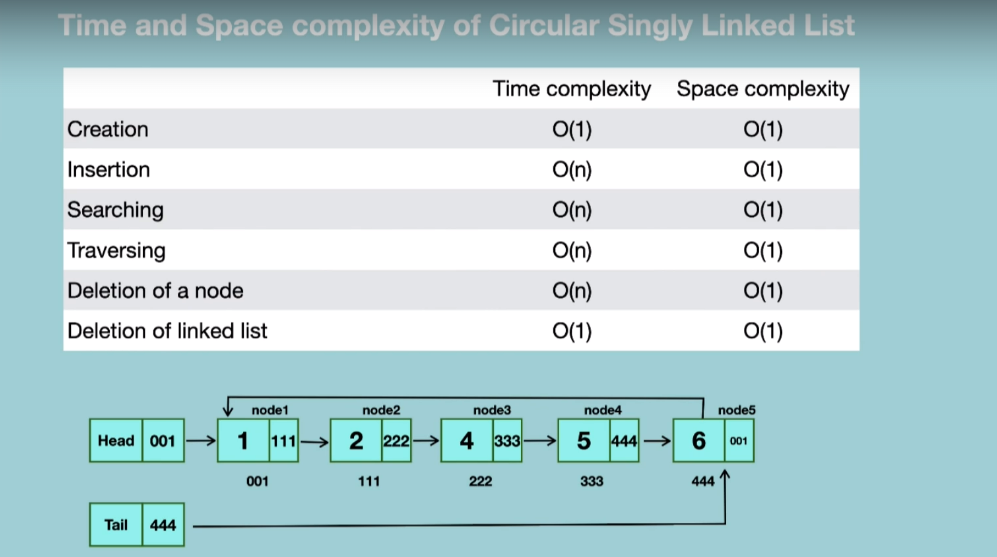 Time and Space complexity of Circular Singly Linked List
Time complexity Space complexity
Creation O(1) O(1)
Insertion O(n) O(1)
Searching O(n) O(1)
Traversing O(n) O(1)
Deletion of a node O(n) O(1)
Deletion of linked list O(1) O(1)
node1 node2 node3 node4 node5
Head 001 1 111 2 222 4 333 5 444 6 001
001 111 222 333 444
Tail 444